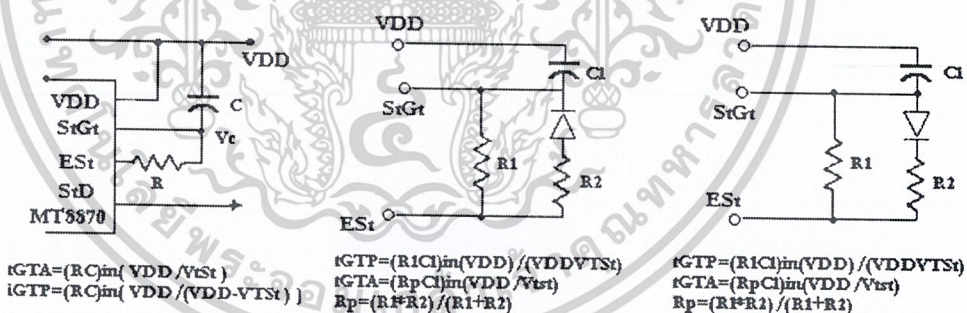 VDD
C
VDD
StGt
Vc
ESt
R
StD
MT8870
tGTA=(RC)in( VDD /VtSt )
iGTP=(RC)in( VDD /(VDD-VTSt) )
VDD
C1
StGt
R1
R2
ESt
tGTP=(R1C1)in(VDD) /(VDDVTSt)
tGTA=(RpC1)in(VDD /Vtst)
Rp=(R1*R2) /(R1+R2)
VDD
C1
StGt
R1
R2
ESt
tGTP=(R1C1)in(VDD) /(VDDVTSt)
tGTA=(RpC1)in(VDD /Vtst)
Rp=(R1*R2) /(R1+R2)